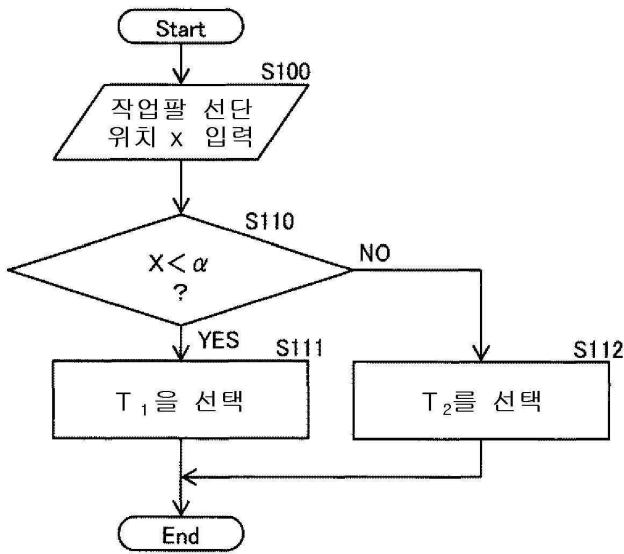 Start
S100
작업팔 선단
위치 x 입력
S110
X<α
?
NO
YES
S111
S112
T₁을 선택
T₂를 선택
End